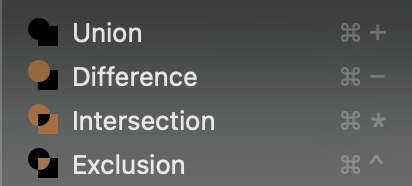 Union ⌘ +
Difference ⌘ −
Intersection ⌘ *
Exclusion ⌘ ^